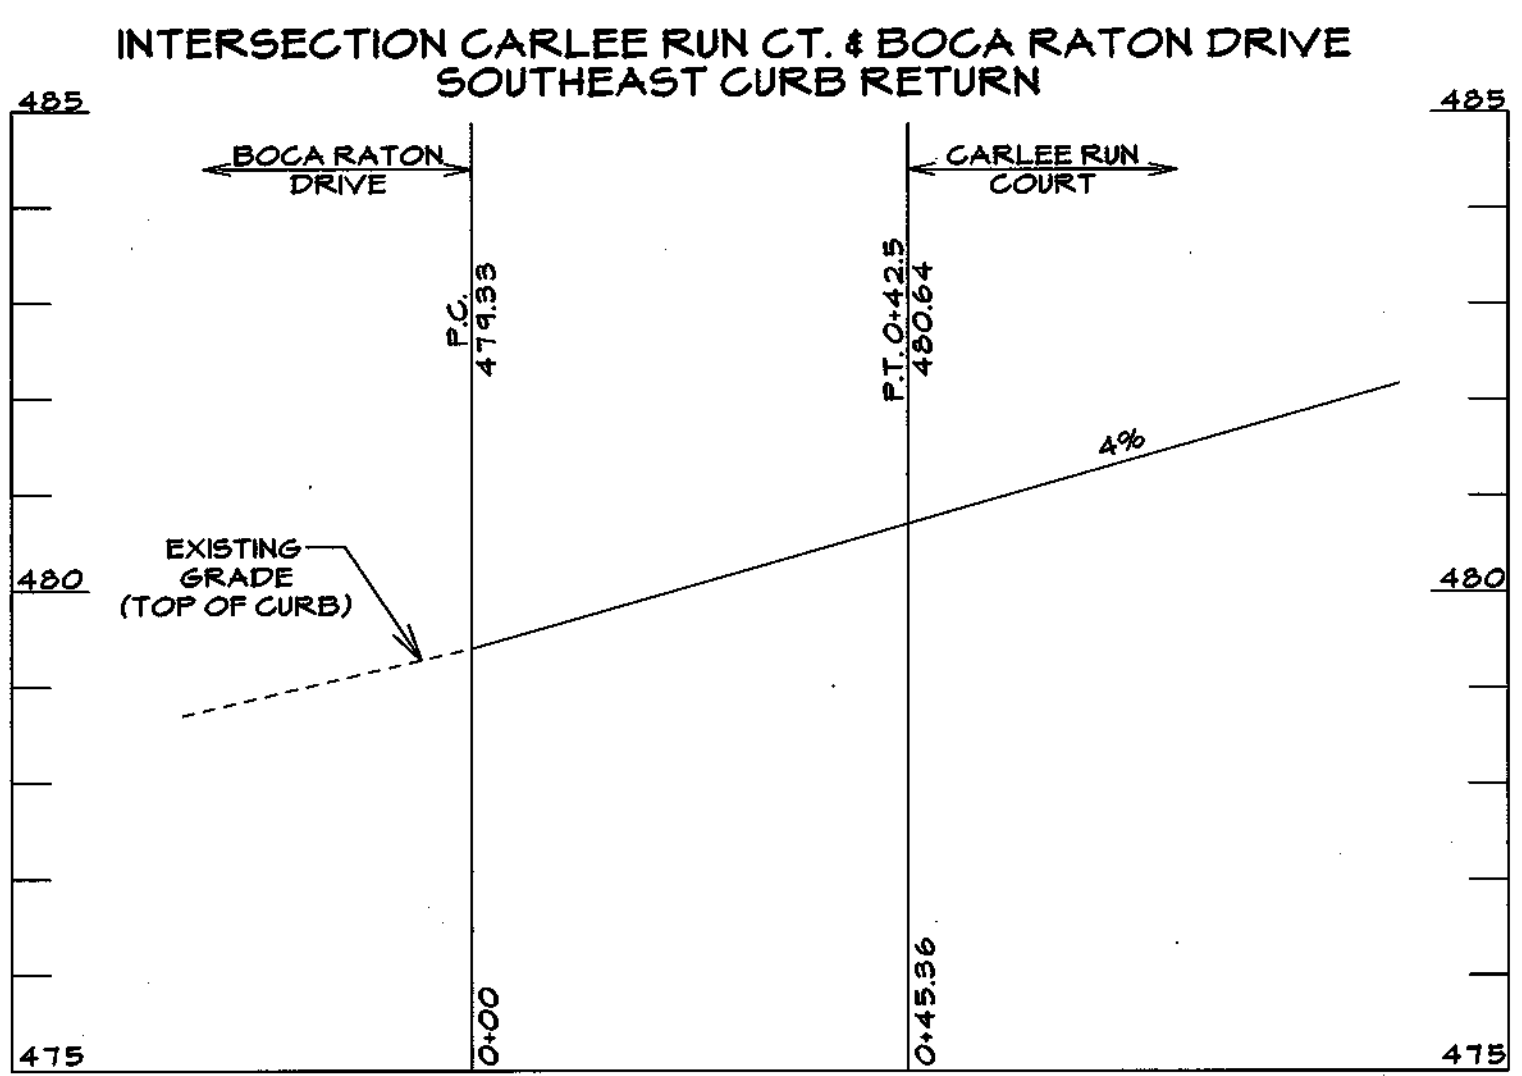 INTERSECTION CARLEE RUN CT. & BOCA RATON DRIVE
SOUTHEAST CURB RETURN
485
485
BOCA RATON
DRIVE
CARLEE RUN
COURT
P.C.
479.33
P.T. 0+42.5
480.64
4%
EXISTING
GRADE
(TOP OF CURB)
480
480
0+00
0+45.36
475
475